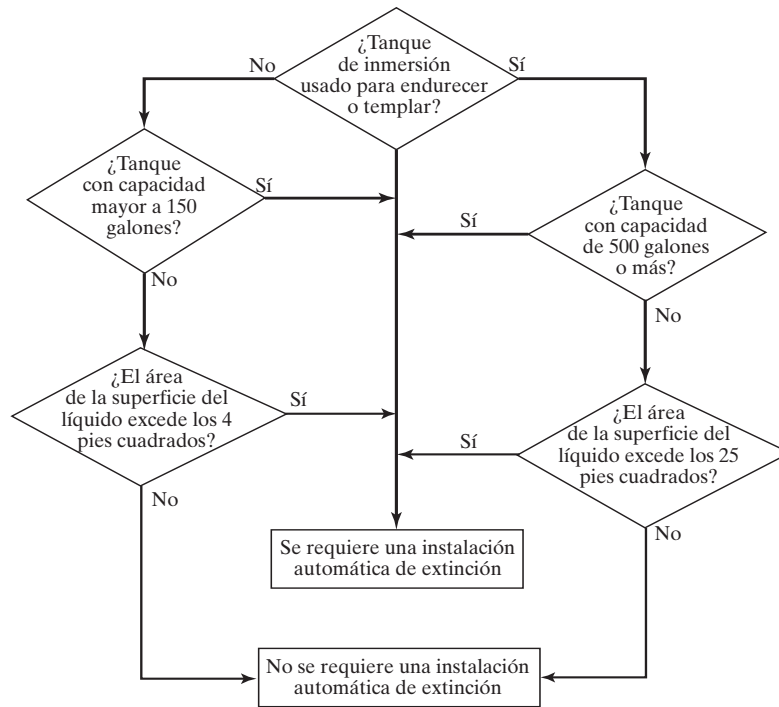 ¿Tanque
de inmersión
usado para endurecer
o templar?
No
Sí
¿Tanque
con capacidad
mayor a 150
galones?
Sí
No
¿Tanque
con capacidad
de 500 galones
o más?
Sí
No
¿El área
de la superficie del
líquido excede los 4
pies cuadrados?
Sí
No
¿El área
de la superficie del
líquido excede los 25
pies cuadrados?
Sí
No
Se requiere una instalación
automática de extinción
No se requiere una instalación
automática de extinción